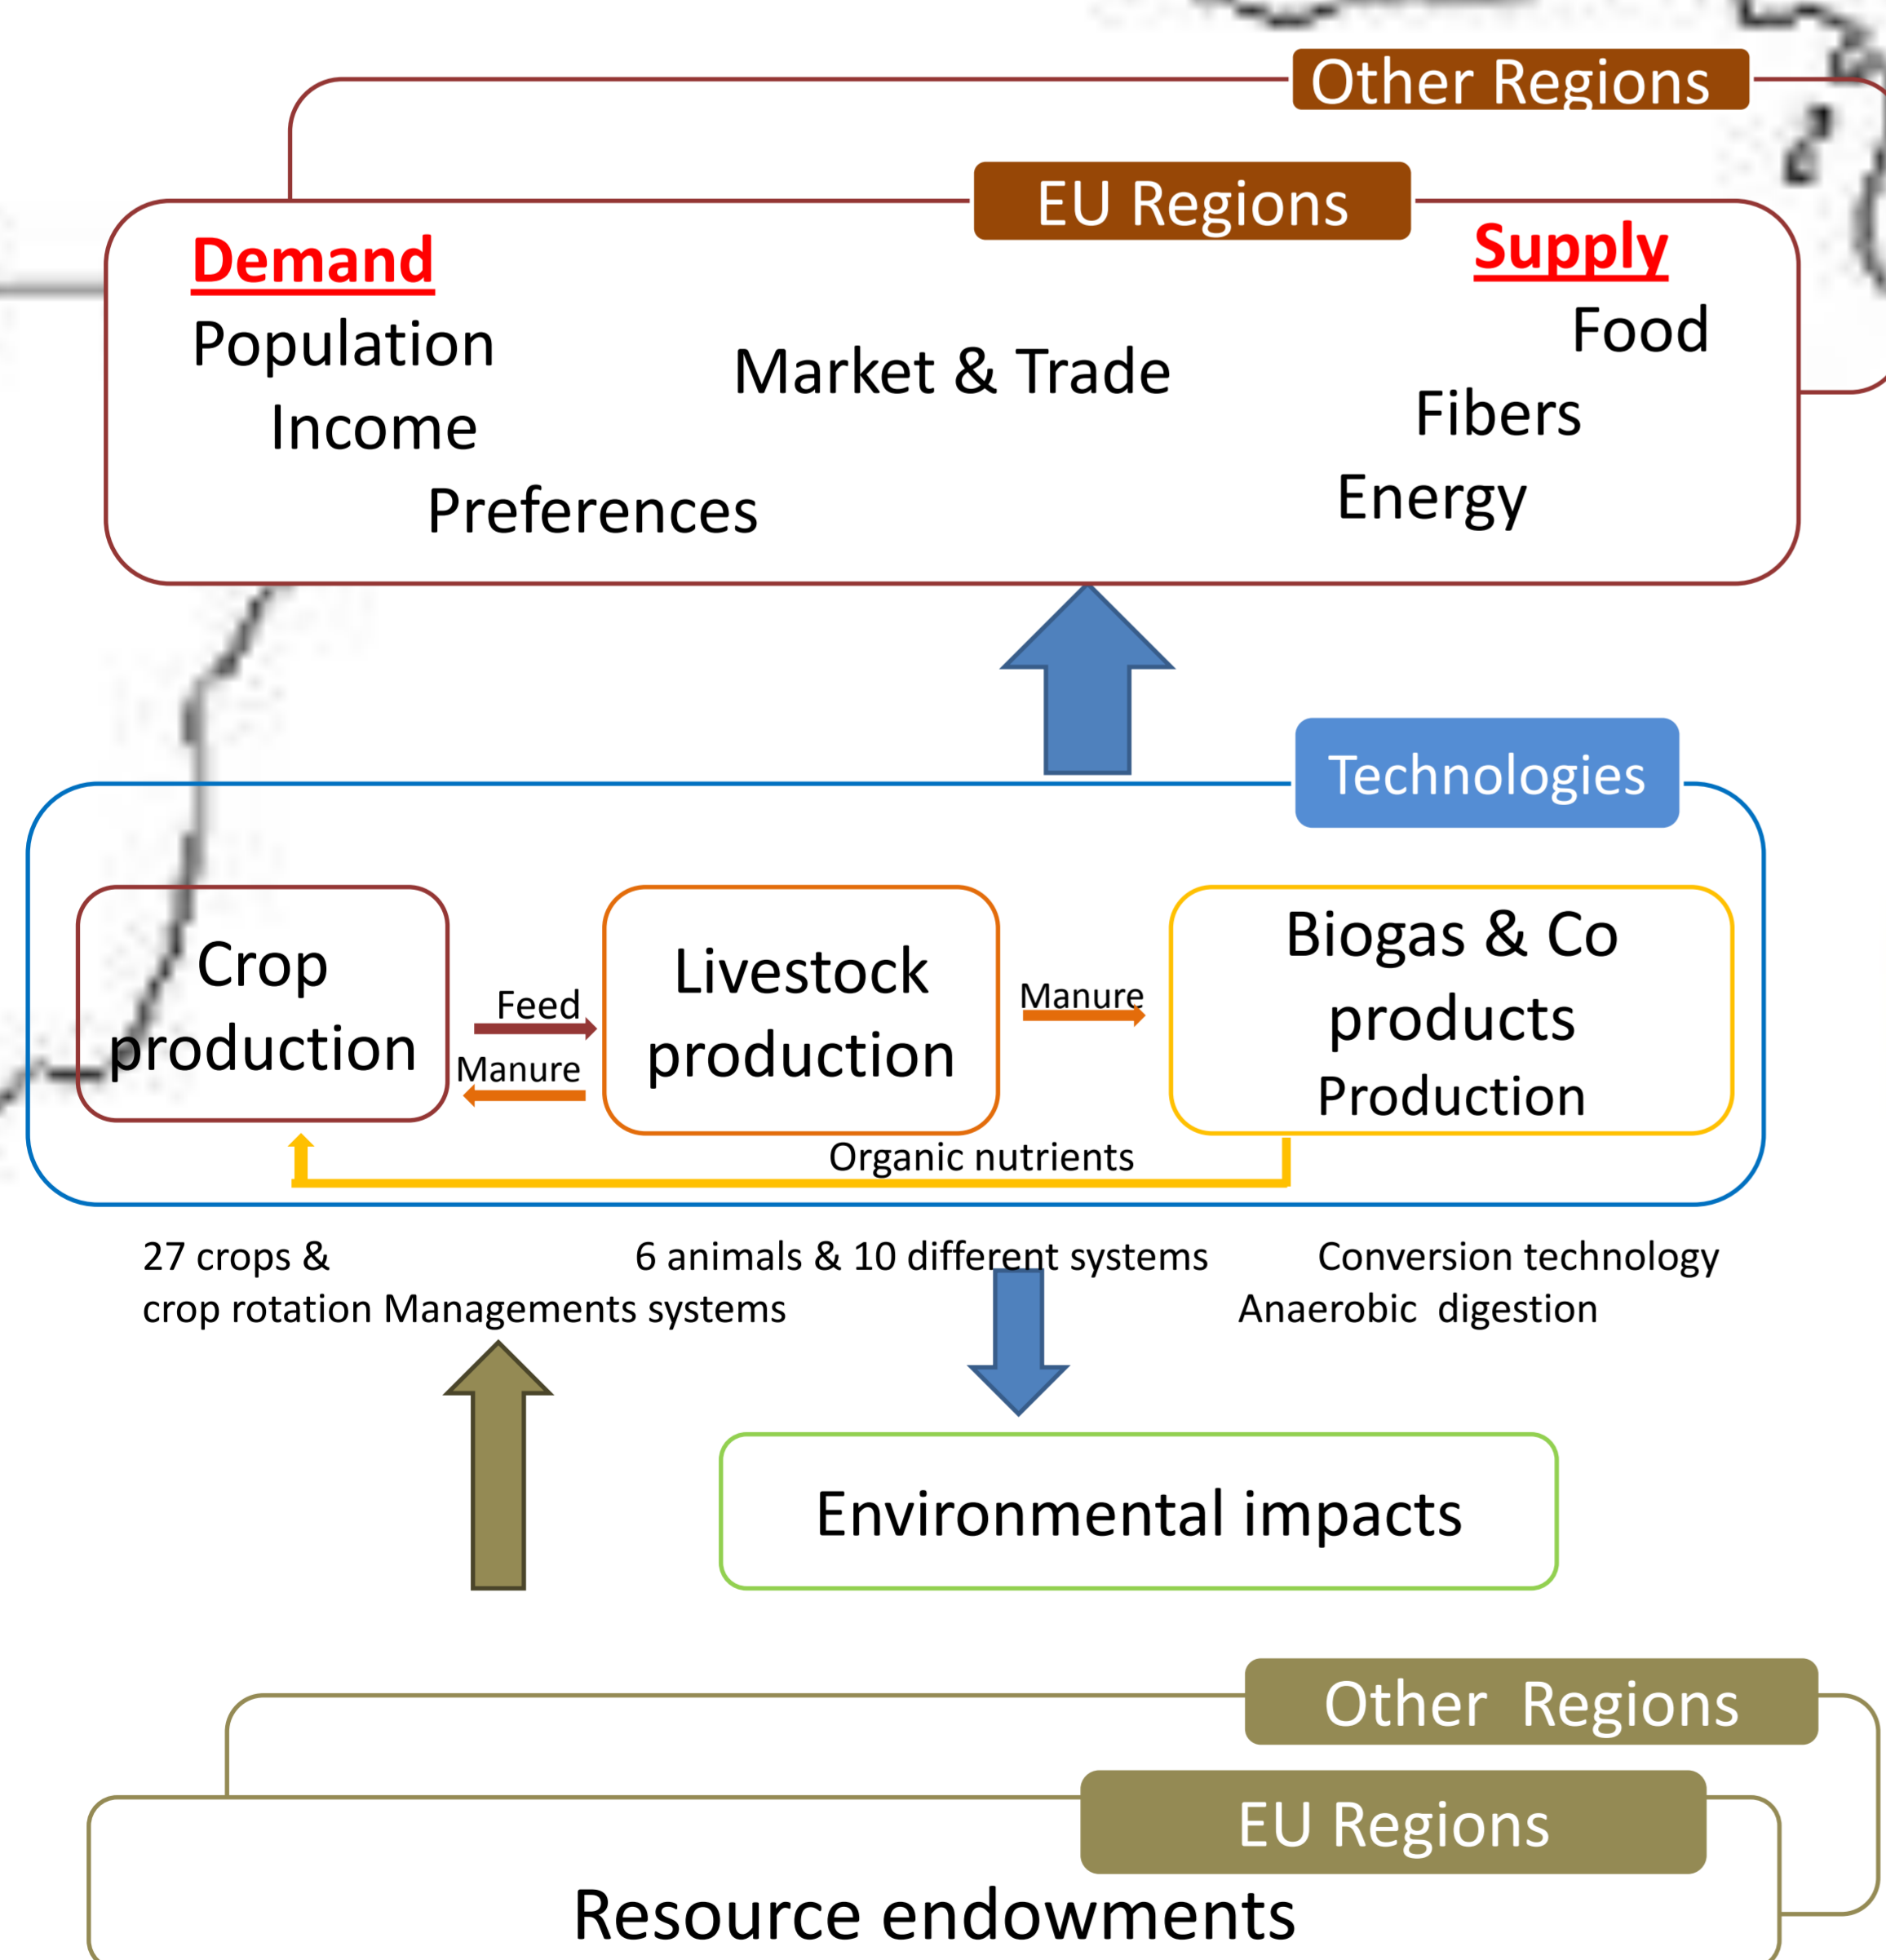 Other Regions
EU Regions
Demand
Supply
Population
Food
Market & Trade
Income
Fibers
Preferences
Energy
Technologies
Crop
production
Feed
Manure
Livestock
production
Manure
Biogas & Co
products
Production
Organic nutrients
27 crops &
crop rotation Managements systems
6 animals & 10 different systems
Conversion technology
Anaerobic  digestion
Environmental impacts
Other  Regions
EU Regions
Resource endowments